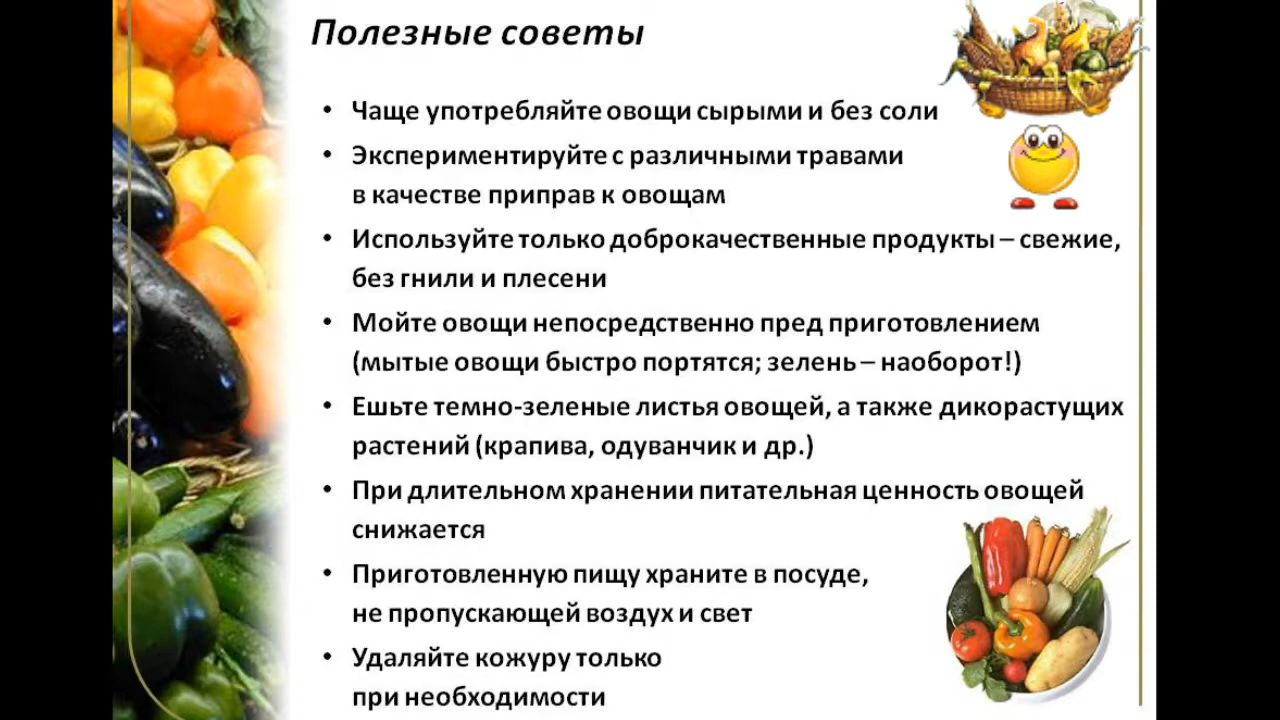 Полезные советы
• Чаще употребляйте овощи сырыми и без соли
• Экспериментируйте с различными травами
в качестве приправ к овощам
• Используйте только доброкачественные продукты – свежие,
без гнили и плесени
• Мойте овощи непосредственно пред приготовлением
(мытые овощи быстро портятся; зелень – наоборот!)
• Ешьте темно-зеленые листья овощей, а также дикорастущих
растений (крапива, одуванчик и др.)
• При длительном хранении питательная ценность овощей
снижается
• Приготовленную пищу храните в посуде,
не пропускающей воздух и свет
• Удаляйте кожуру только
при необходимости